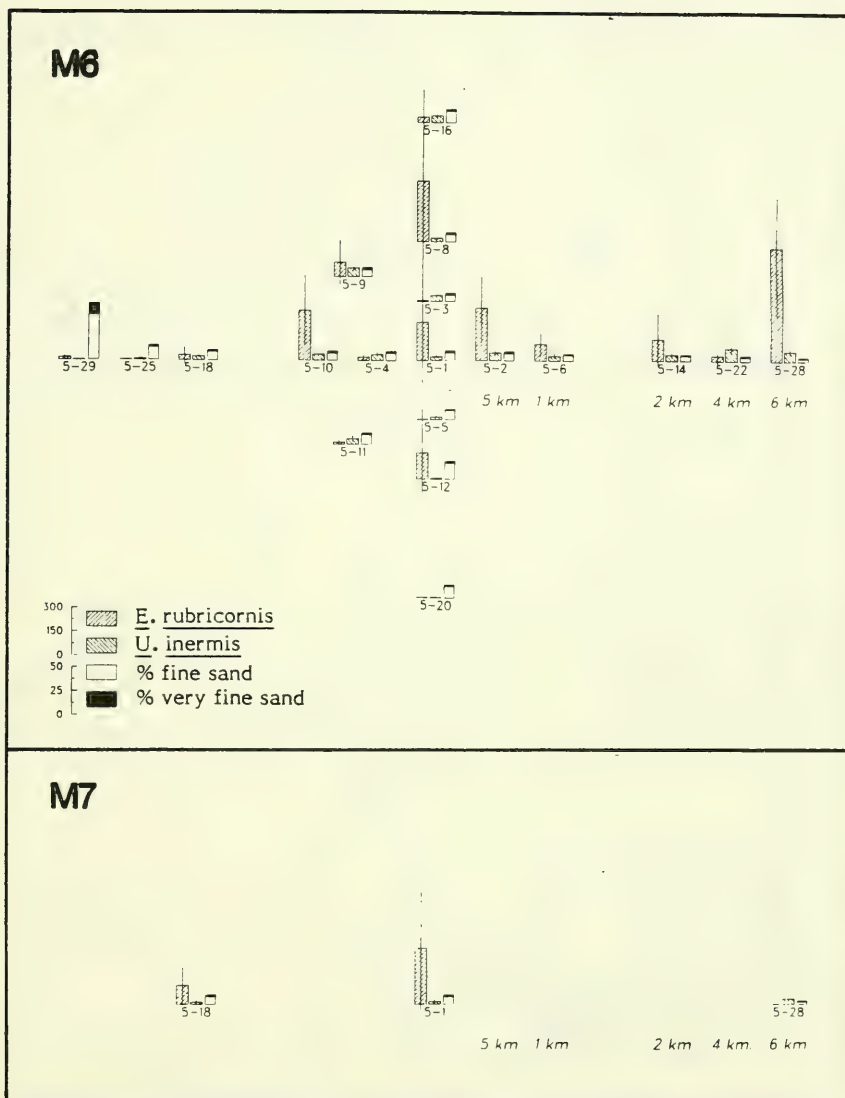 M6
5-16
5-8
5-9
5-3
5-29
5-25
5-18
5-10
5-4
5-1
5-2
5-6
5-14
5-22
5-28
5 km
1 km
2 km
4 km
6 km
5-5
5-11
5-12
5-20
300
150
0
E. rubricornis
U. inermis
50
25
0
% fine sand
% very fine sand
M7
5-18
5-1
5-28
5 km
1 km
2 km
4 km.
6 km